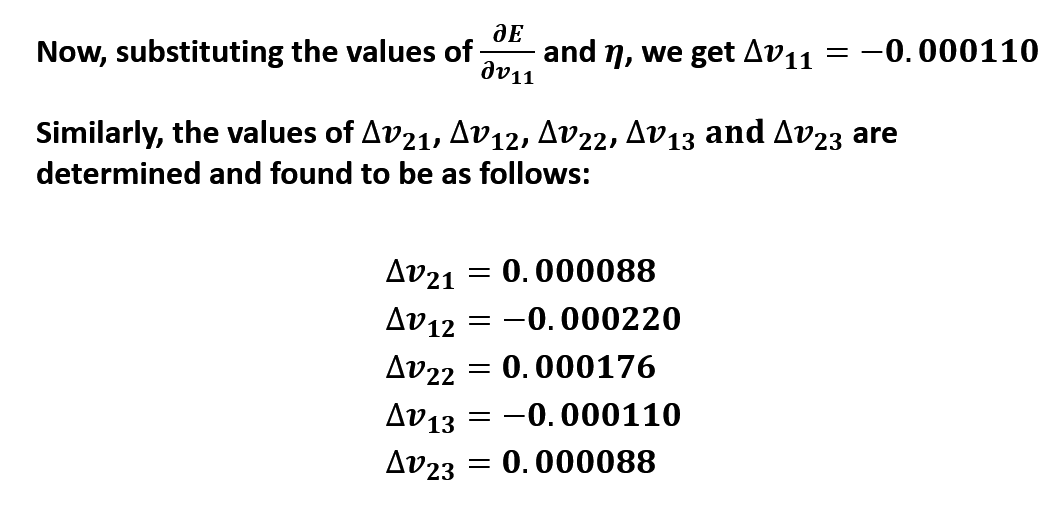 Now, substituting the values of ∂E/∂v₁₁ and η, we get Δv₁₁ = −0.000110
Similarly, the values of Δv₂₁, Δv₁₂, Δv₂₂, Δv₁₃ and Δv₂₃ are
determined and found to be as follows:
Δv₂₁ = 0.000088
Δv₁₂ = −0.000220
Δv₂₂ = 0.000176
Δv₁₃ = −0.000110
Δv₂₃ = 0.000088